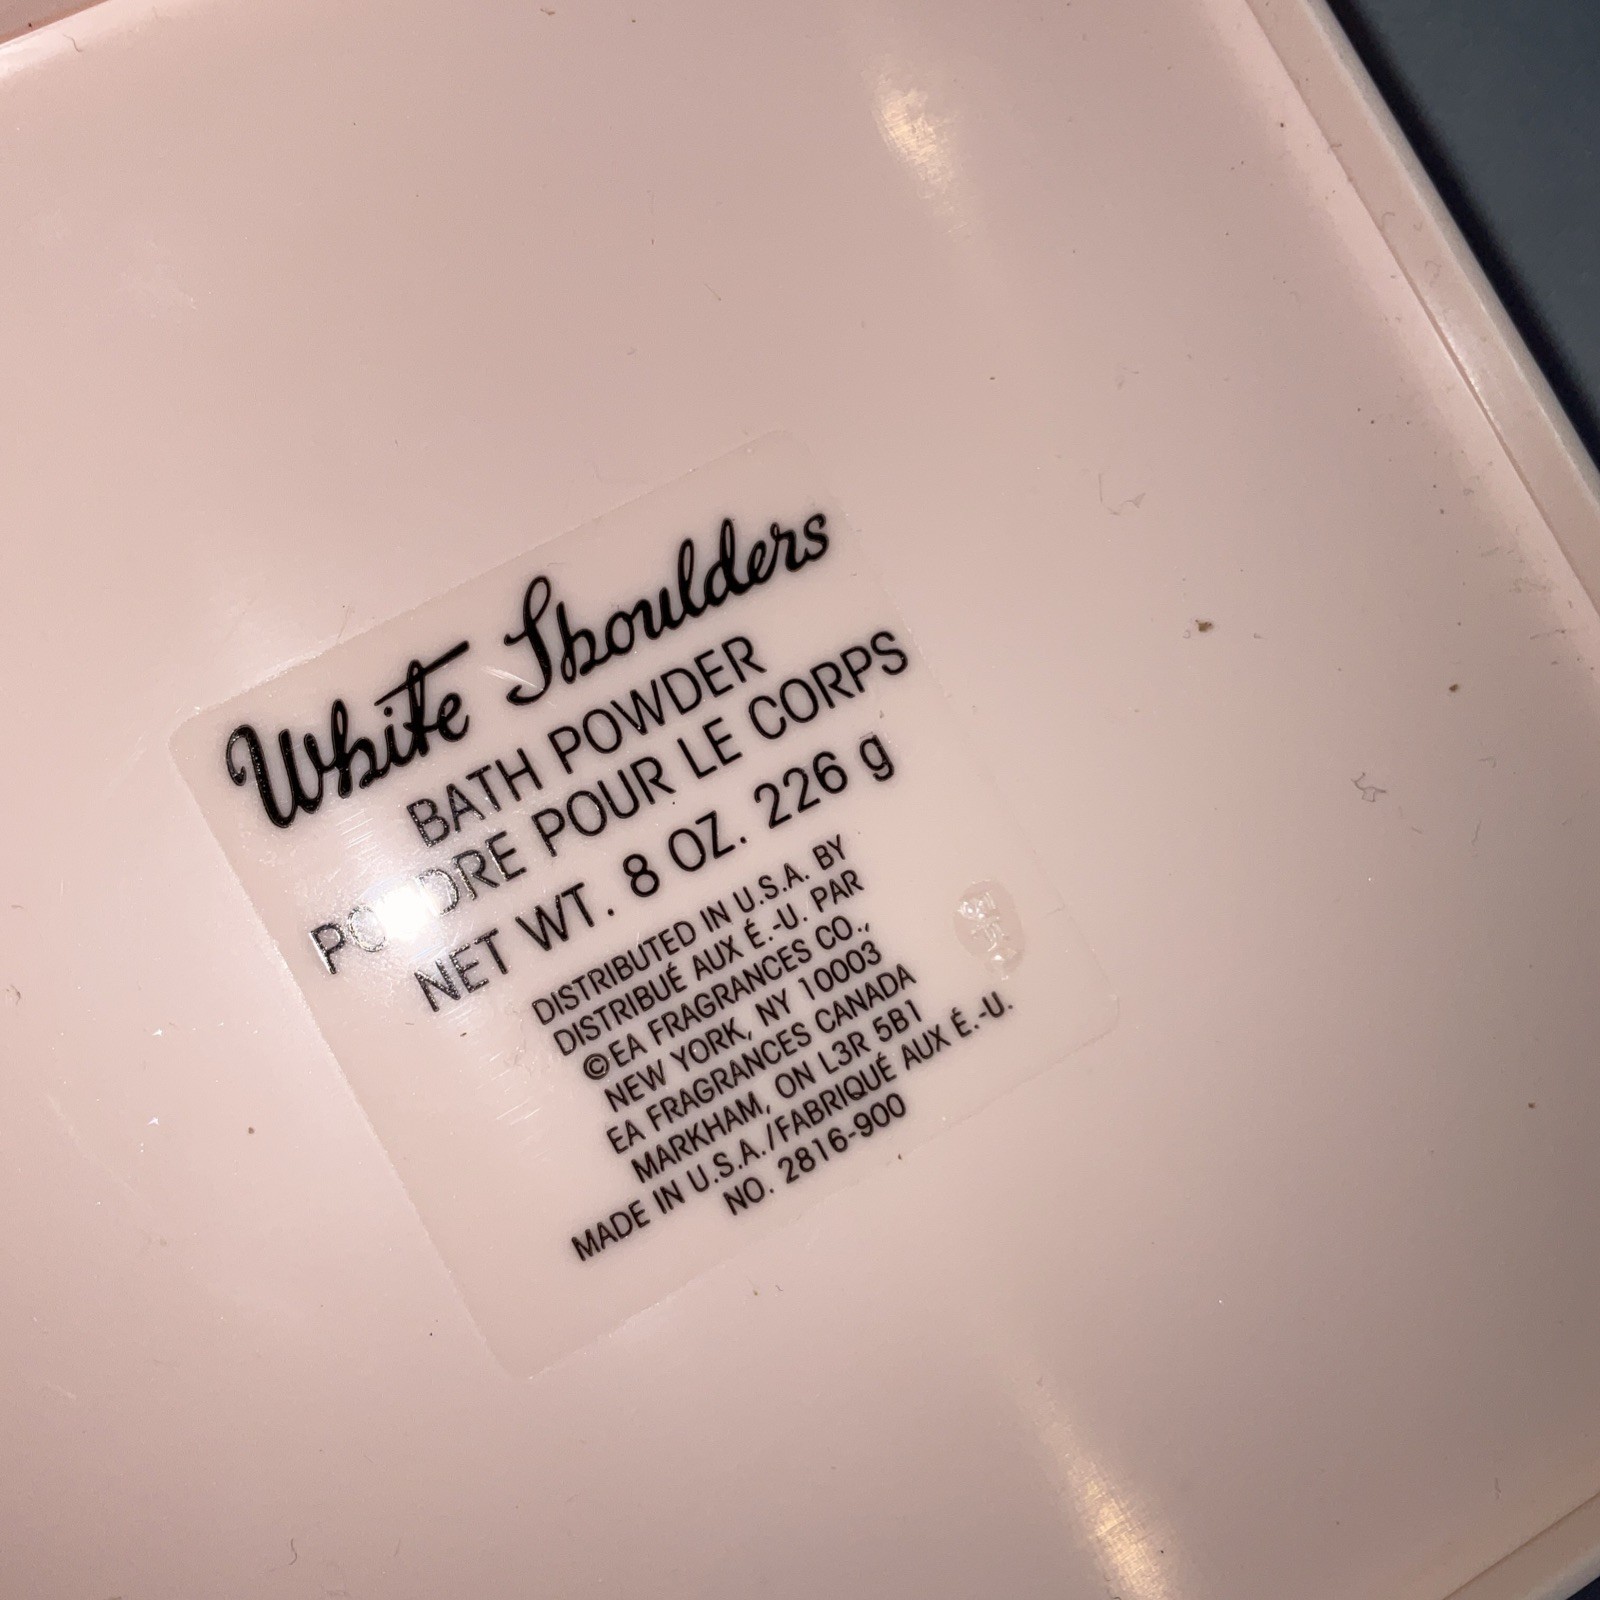 White Shoulders
BATH POWDER
POUDRE POUR LE CORPS
NET WT. 8 OZ. 226 g
DISTRIBUTED IN U.S.A. BY
DISTRIBUÉ AUX É.-U. PAR
©EA FRAGRANCES CO.,
NEW YORK, NY 10003
EA FRAGRANCES CANADA
MARKHAM, ON L3R 5B1
MADE IN U.S.A./FABRIQUÉ AUX É.-U.
NO. 2816-900